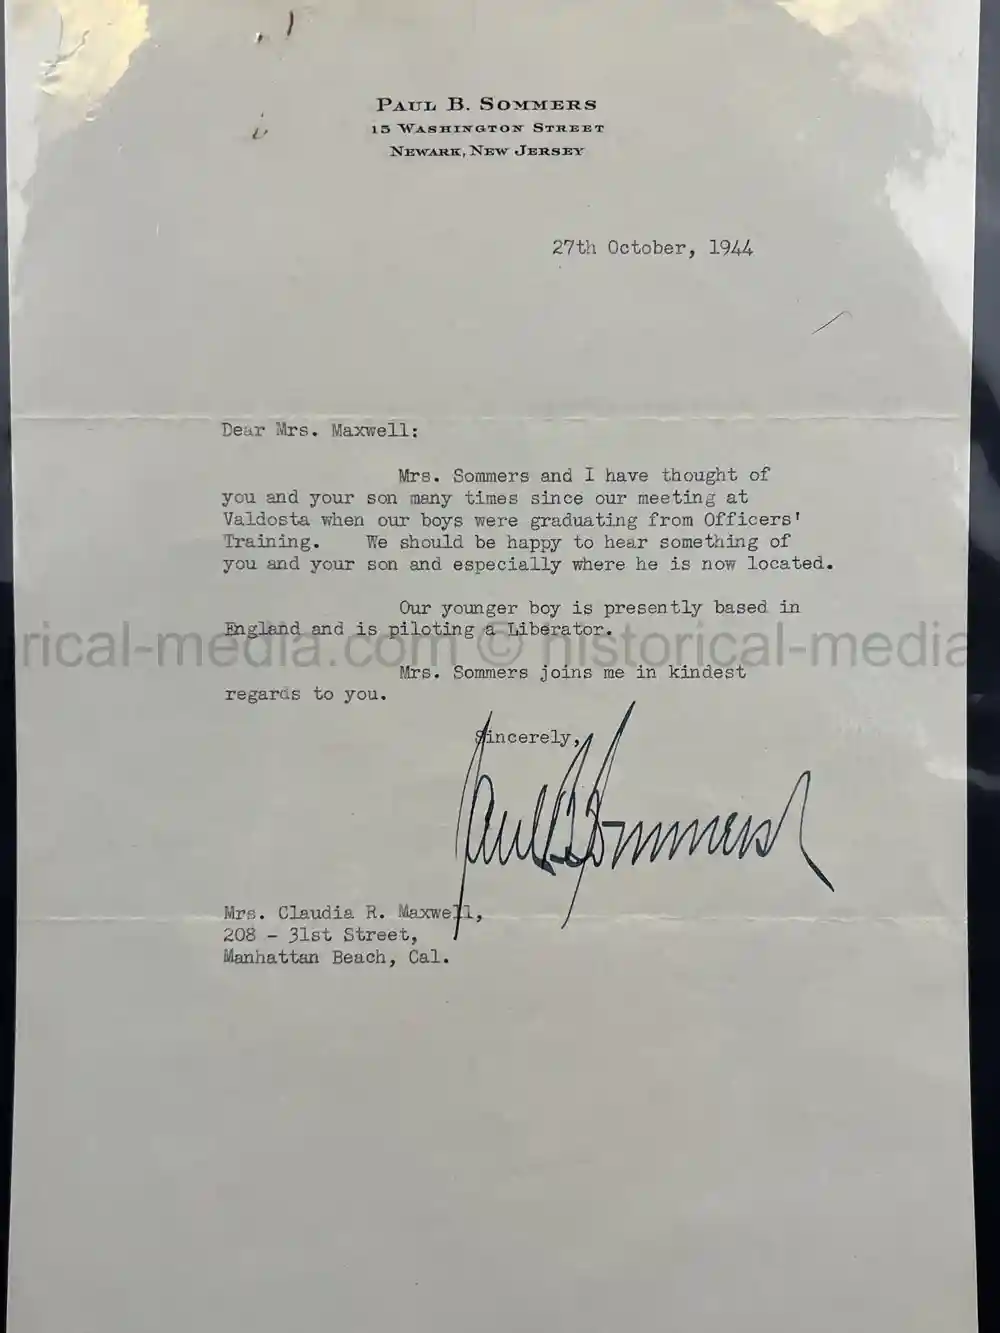 PAUL B. SOMMERS
15 WASHINGTON STREET
NEWARK, NEW JERSEY
27th October, 1944
Dear Mrs. Maxwell:
Mrs. Sommers and I have thought of
you and your son many times since our meeting at
Valdosta when our boys were graduating from Officers'
Training. We should be happy to hear something of
you and your son and especially where he is now located.
Our younger boy is presently based in
England and is piloting a Liberator.
rical-media.com © historical-media
Mrs. Sommers joins me in kindest
regards to you.
Sincerely,
Paul B. Sommers
Mrs. Claudia R. Maxwell,
208 - 31st Street,
Manhattan Beach, Cal.